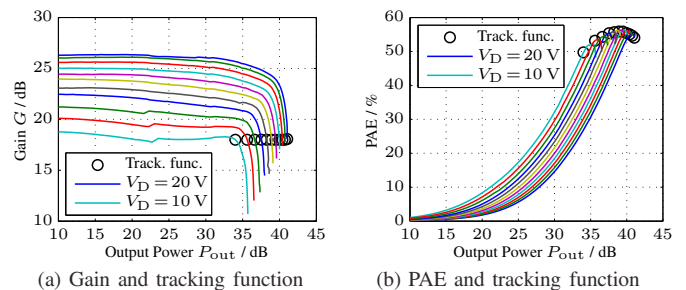 Gain G / dB
30
25
20
15
10
Track. func.
V_D = 20 V
V_D = 10 V
10 15 20 25 30 35 40 45
Output Power P_out / dB
(a) Gain and tracking function
PAE / %
60
50
40
30
20
10
0
Track. func.
V_D = 20 V
V_D = 10 V
10 15 20 25 30 35 40 45
Output Power P_out / dB
(b) PAE and tracking function